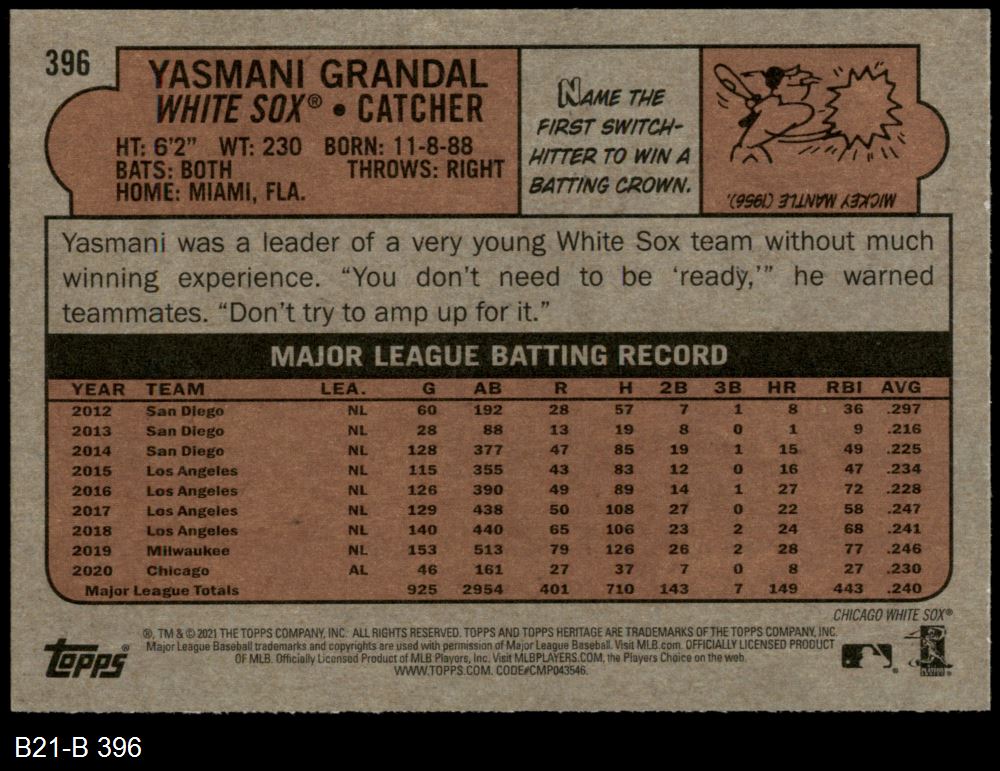 396
YASMANI GRANDAL
WHITE SOX® • CATCHER
HT: 6'2" WT: 230 BORN: 11-8-88
BATS: BOTH THROWS: RIGHT
HOME: MIAMI, FLA.
NAME THE
FIRST SWITCH-
HITTER TO WIN A
BATTING CROWN.
MICKEY MANTLE (1956).
Yasmani was a leader of a very young White Sox team without much
winning experience. “You don’t need to be ‘ready,’” he warned
teammates. “Don’t try to amp up for it.”
MAJOR LEAGUE BATTING RECORD
YEAR TEAM LEA. G AB R H 2B 3B HR RBI AVG
2012 San Diego NL 60 192 28 57 7 1 8 36 .297
2013 San Diego NL 28 88 13 19 8 0 1 9 .216
2014 San Diego NL 128 377 47 85 19 1 15 49 .225
2015 Los Angeles NL 115 355 43 83 12 0 16 47 .234
2016 Los Angeles NL 126 390 49 89 14 1 27 72 .228
2017 Los Angeles NL 129 438 50 108 27 0 22 58 .247
2018 Los Angeles NL 140 440 65 106 23 2 24 68 .241
2019 Milwaukee NL 153 513 79 126 26 2 28 77 .246
2020 Chicago AL 46 161 27 37 7 0 8 27 .230
Major League Totals 925 2954 401 710 143 7 149 443 .240
CHICAGO WHITE SOX®
®, TM & © 2021 THE TOPPS COMPANY, INC. ALL RIGHTS RESERVED. TOPPS AND TOPPS HERITAGE ARE TRADEMARKS OF THE TOPPS COMPANY, INC.
Major League Baseball trademarks and copyrights are used with permission of Major League Baseball. Visit MLB.com. OFFICIALLY LICENSED PRODUCT
OF MLB. Officially Licensed Product of MLB Players, Inc. Visit MLBPLAYERS.COM, the Players Choice on the web.
WWW.TOPPS.COM. CODE#CMP043546.
topps®
B21-B 396